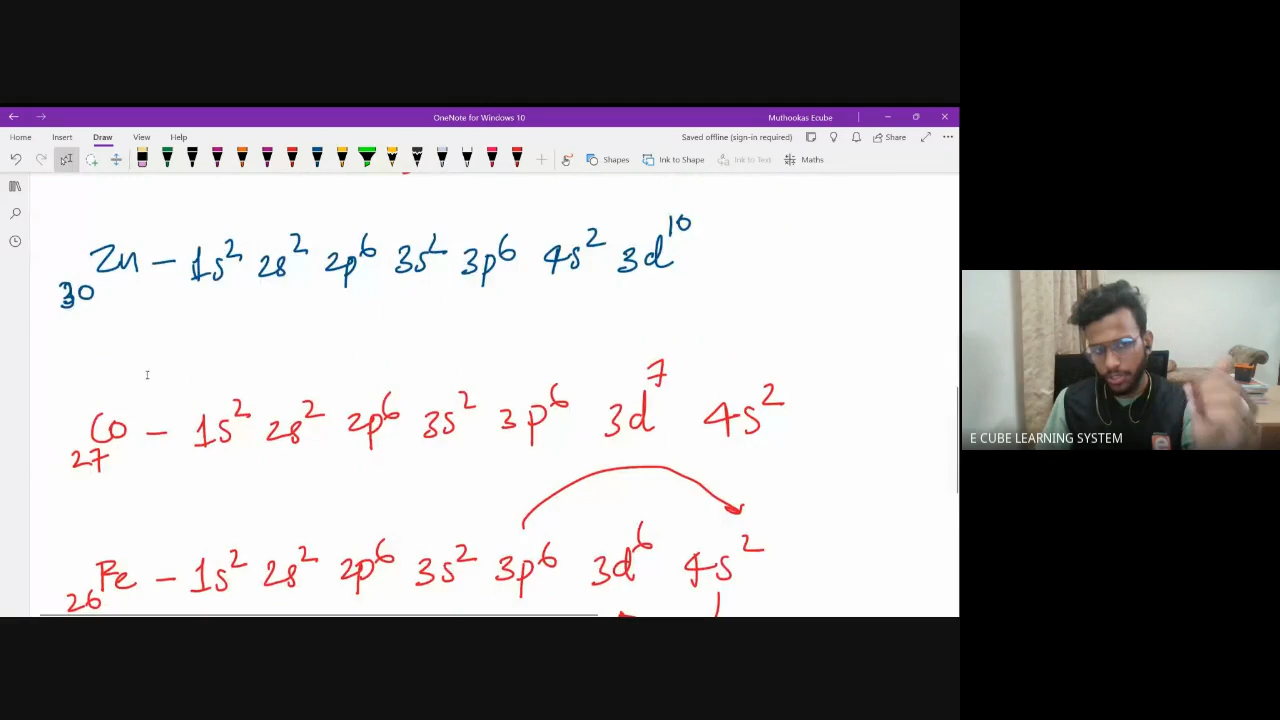 OneNote for Windows 10
Muthookas Ecube
Home Insert Draw View Help
Saved offline (sign-in required)
Share
Shapes
Ink to Shape
Ink to Text
Maths
30Zn – 1s² 2s² 2p⁶ 3s² 3p⁶ 4s² 3d¹⁰
27Co – 1s² 2s² 2p⁶ 3s² 3p⁶ 3d⁷ 4s²
26Fe – 1s² 2s² 2p⁶ 3s² 3p⁶ 3d⁶ 4s²
E CUBE LEARNING SYSTEM